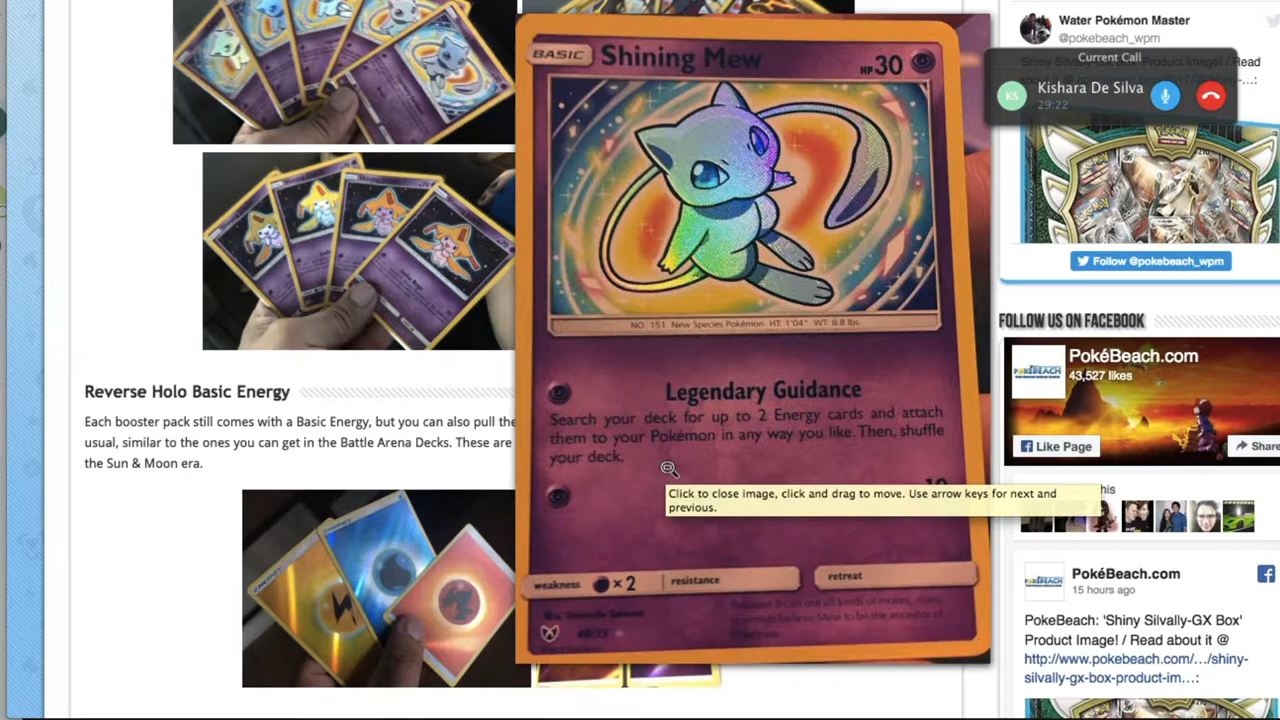 Water Pokémon Master
@pokebeach_wpm
Current Call
KS
Kishara De Silva
29:22
Follow @pokebeach_wpm
BASIC
Shining Mew
HP 30
NO. 151 New Species Pokémon HT: 1'04" WT: 8.8 lbs.
Legendary Guidance
Search your deck for up to 2 Energy cards and attach
them to your Pokémon in any way you like. Then, shuffle
your deck.
10
Click to close image, click and drag to move. Use arrow keys for next and
previous.
weakness ×2
resistance
retreat
40/73
Reverse Holo Basic Energy
Each booster pack still comes with a Basic Energy, but you can also pull the
usual, similar to the ones you can get in the Battle Arena Decks. These are
the Sun & Moon era.
FOLLOW US ON FACEBOOK
PokéBeach.com
43,527 likes
Like Page
Share
his
PokéBeach.com
15 hours ago
PokeBeach: 'Shiny Silvally-GX Box'
Product Image! / Read about it @
http://www.pokebeach.com/…/shiny-
silvally-gx-box-product-im…: